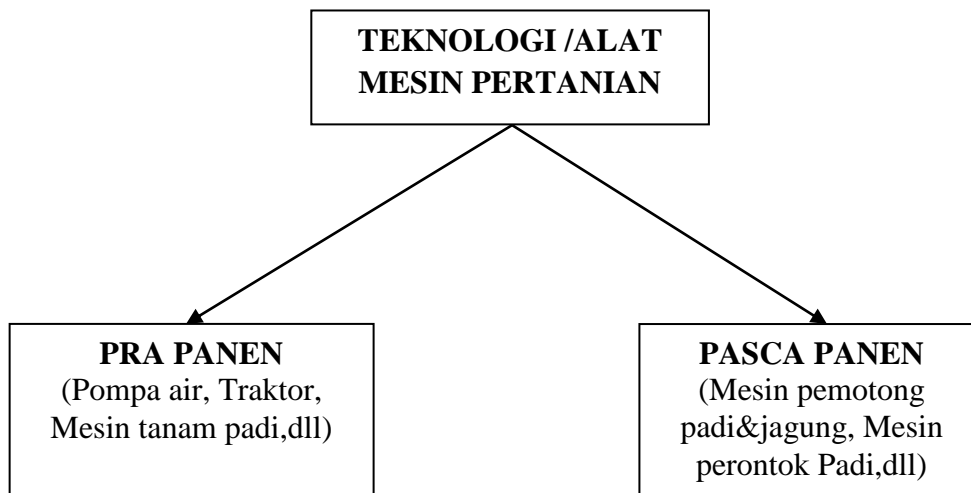 TEKNOLOGI /ALAT
MESIN PERTANIAN
PRA PANEN
(Pompa air, Traktor,
Mesin tanam padi,dll)
PASCA PANEN
(Mesin pemotong
padi&jagung, Mesin
perontok Padi,dll)